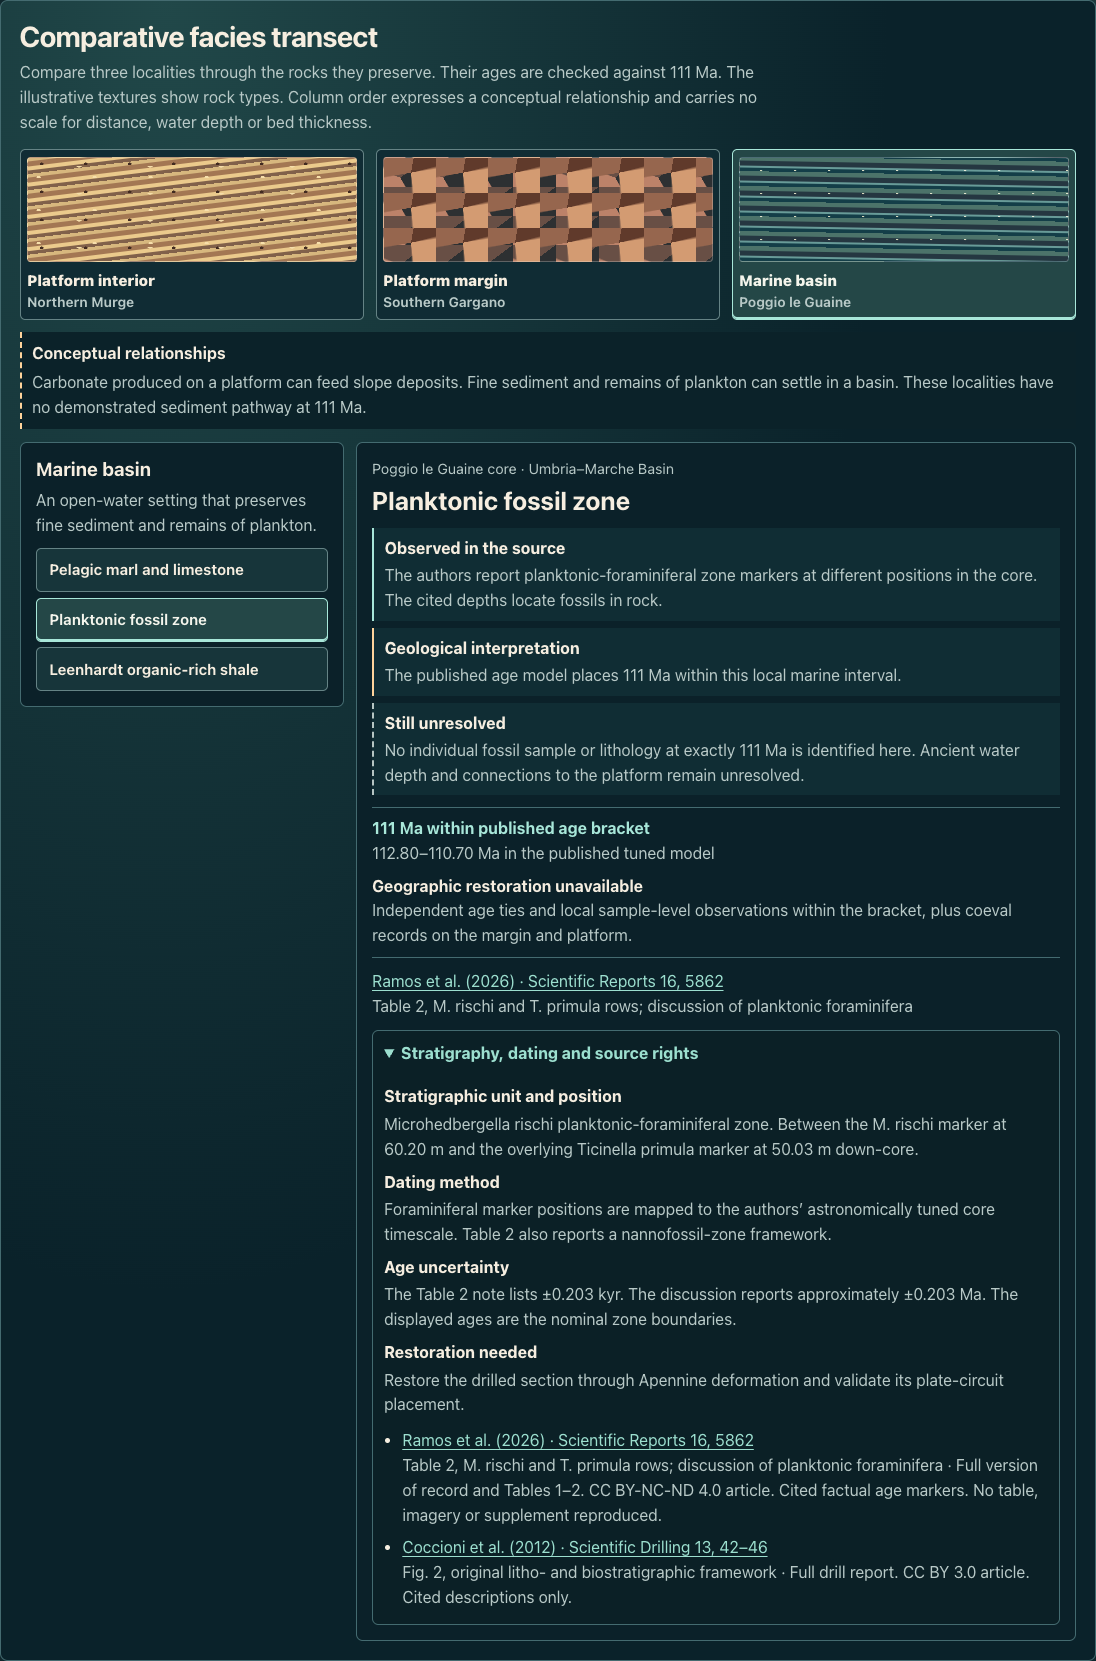 Comparative facies transect
Compare three localities through the rocks they preserve. Their ages are checked against 111 Ma. The
illustrative textures show rock types. Column order expresses a conceptual relationship and carries no
scale for distance, water depth or bed thickness.
Platform interior
Northern Murge
Platform margin
Southern Gargano
Marine basin
Poggio le Guaine
Conceptual relationships
Carbonate produced on a platform can feed slope deposits. Fine sediment and remains of plankton can settle in a basin. These localities have
no demonstrated sediment pathway at 111 Ma.
Marine basin
An open-water setting that preserves
fine sediment and remains of plankton.
Pelagic marl and limestone
Planktonic fossil zone
Leenhardt organic-rich shale
Poggio le Guaine core · Umbria–Marche Basin
Planktonic fossil zone
Observed in the source
The authors report planktonic-foraminiferal zone markers at different positions in the core.
The cited depths locate fossils in rock.
Geological interpretation
The published age model places 111 Ma within this local marine interval.
Still unresolved
No individual fossil sample or lithology at exactly 111 Ma is identified here. Ancient water
depth and connections to the platform remain unresolved.
111 Ma within published age bracket
112.80–110.70 Ma in the published tuned model
Geographic restoration unavailable
Independent age ties and local sample-level observations within the bracket, plus coeval
records on the margin and platform.
Ramos et al. (2026) · Scientific Reports 16, 5862
Table 2, M. rischi and T. primula rows; discussion of planktonic foraminifera
▼ Stratigraphy, dating and source rights
Stratigraphic unit and position
Microhedbergella rischi planktonic-foraminiferal zone. Between the M. rischi marker at
60.20 m and the overlying Ticinella primula marker at 50.03 m down-core.
Dating method
Foraminiferal marker positions are mapped to the authors’ astronomically tuned core
timescale. Table 2 also reports a nannofossil-zone framework.
Age uncertainty
The Table 2 note lists ±0.203 kyr. The discussion reports approximately ±0.203 Ma. The
displayed ages are the nominal zone boundaries.
Restoration needed
Restore the drilled section through Apennine deformation and validate its plate-circuit
placement.
• Ramos et al. (2026) · Scientific Reports 16, 5862
Table 2, M. rischi and T. primula rows; discussion of planktonic foraminifera · Full version
of record and Tables 1–2. CC BY-NC-ND 4.0 article. Cited factual age markers. No table,
imagery or supplement reproduced.
• Coccioni et al. (2012) · Scientific Drilling 13, 42–46
Fig. 2, original litho- and biostratigraphic framework · Full drill report. CC BY 3.0 article.
Cited descriptions only.